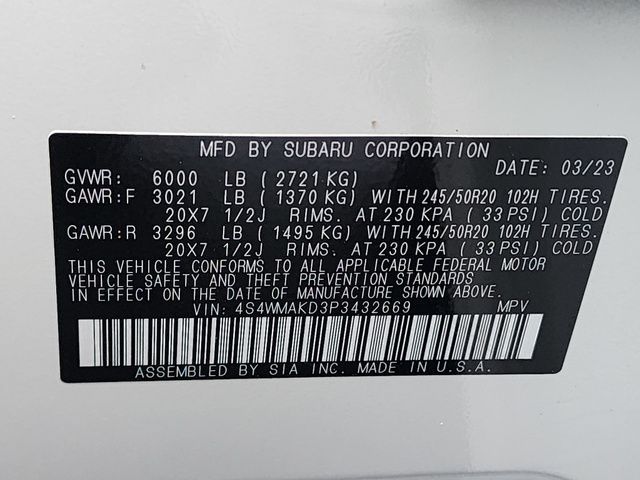 MFD BY SUBARU CORPORATION
DATE: 03/23
GVWR: 6000 LB ( 2721 KG)
GAWR:F 3021 LB ( 1370 KG) WITH 245/50R20 102H TIRES.
20X7 1/2J RIMS. AT 230 KPA ( 33 PSI) COLD
GAWR:R 3296 LB ( 1495 KG) WITH 245/50R20 102H TIRES.
20X7 1/2J RIMS. AT 230 KPA ( 33 PSI) COLD
THIS VEHICLE CONFORMS TO ALL APPLICABLE FEDERAL MOTOR
VEHICLE SAFETY AND THEFT PREVENTION STANDARDS
IN EFFECT ON THE DATE OF MANUFACTURE SHOWN ABOVE.
VIN: 4S4WMAKD3P3432669 MPV
ASSEMBLED BY SIA INC. MADE IN U.S.A.